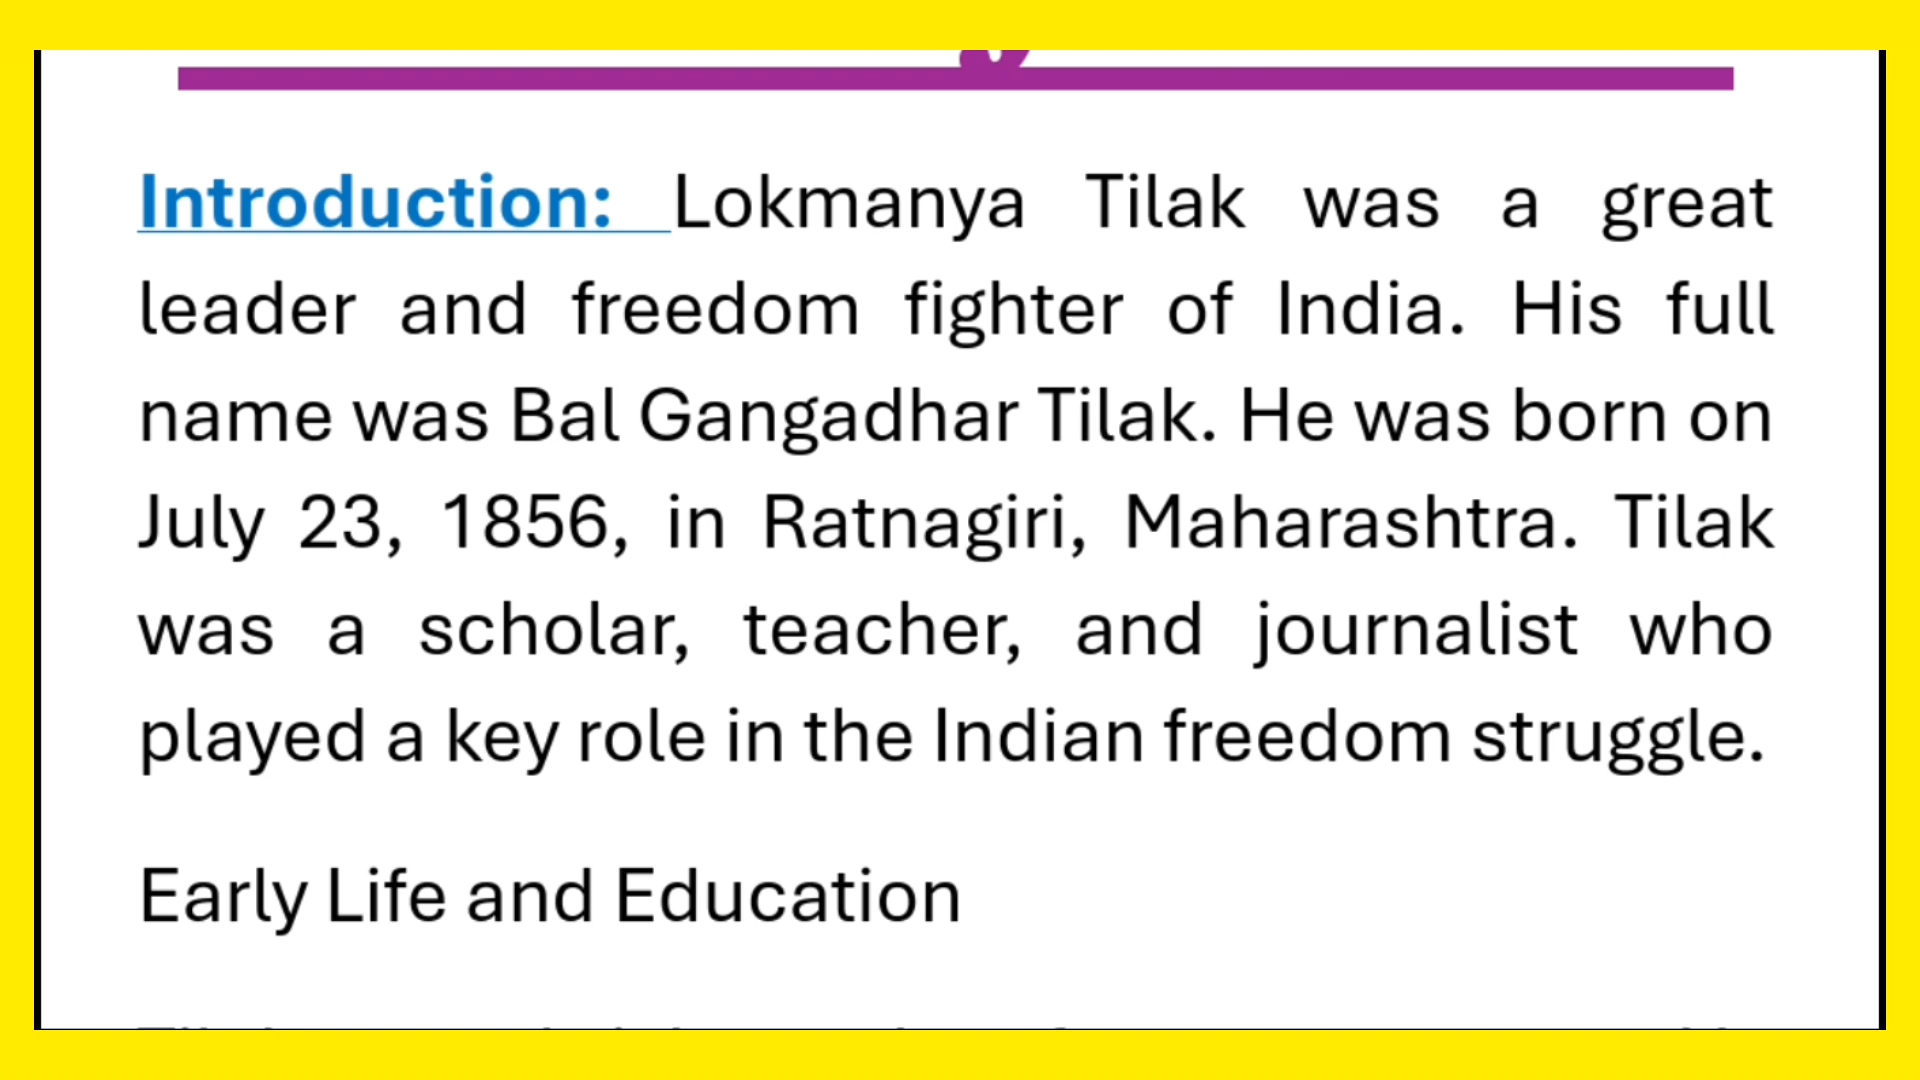 Introduction: Lokmanya Tilak was a great
leader and freedom fighter of India. His full
name was Bal Gangadhar Tilak. He was born on
July 23, 1856, in Ratnagiri, Maharashtra. Tilak
was a scholar, teacher, and journalist who
played a key role in the Indian freedom struggle.
Early Life and Education